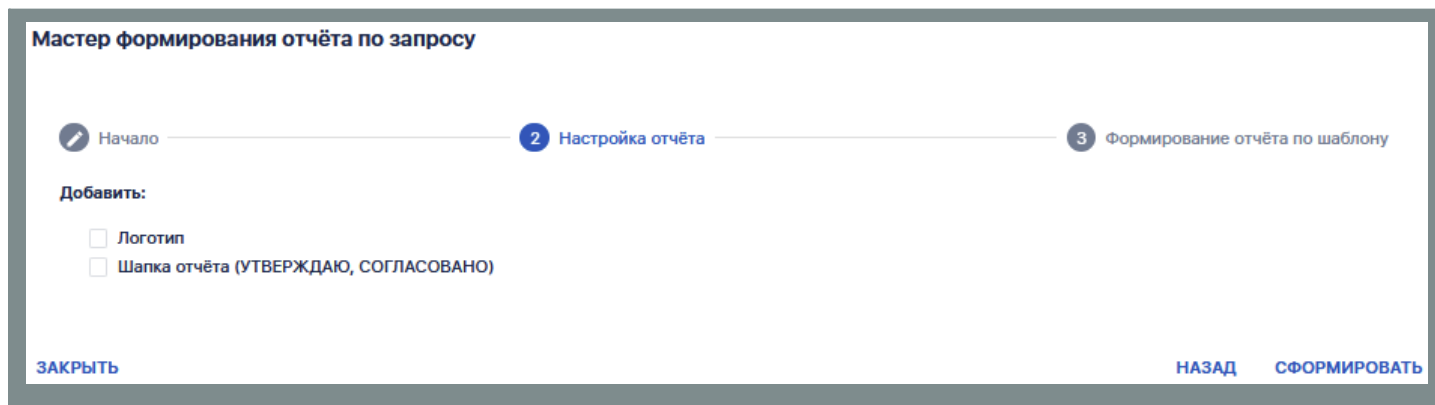 Мастер формирования отчёта по запросу
Начало 2 Настройка отчёта 3 Формирование отчёта по шаблону
Добавить:
Логотип
Шапка отчёта (УТВЕРЖДАЮ, СОГЛАСОВАНО)
ЗАКРЫТЬ НАЗАД СФОРМИРОВАТЬ